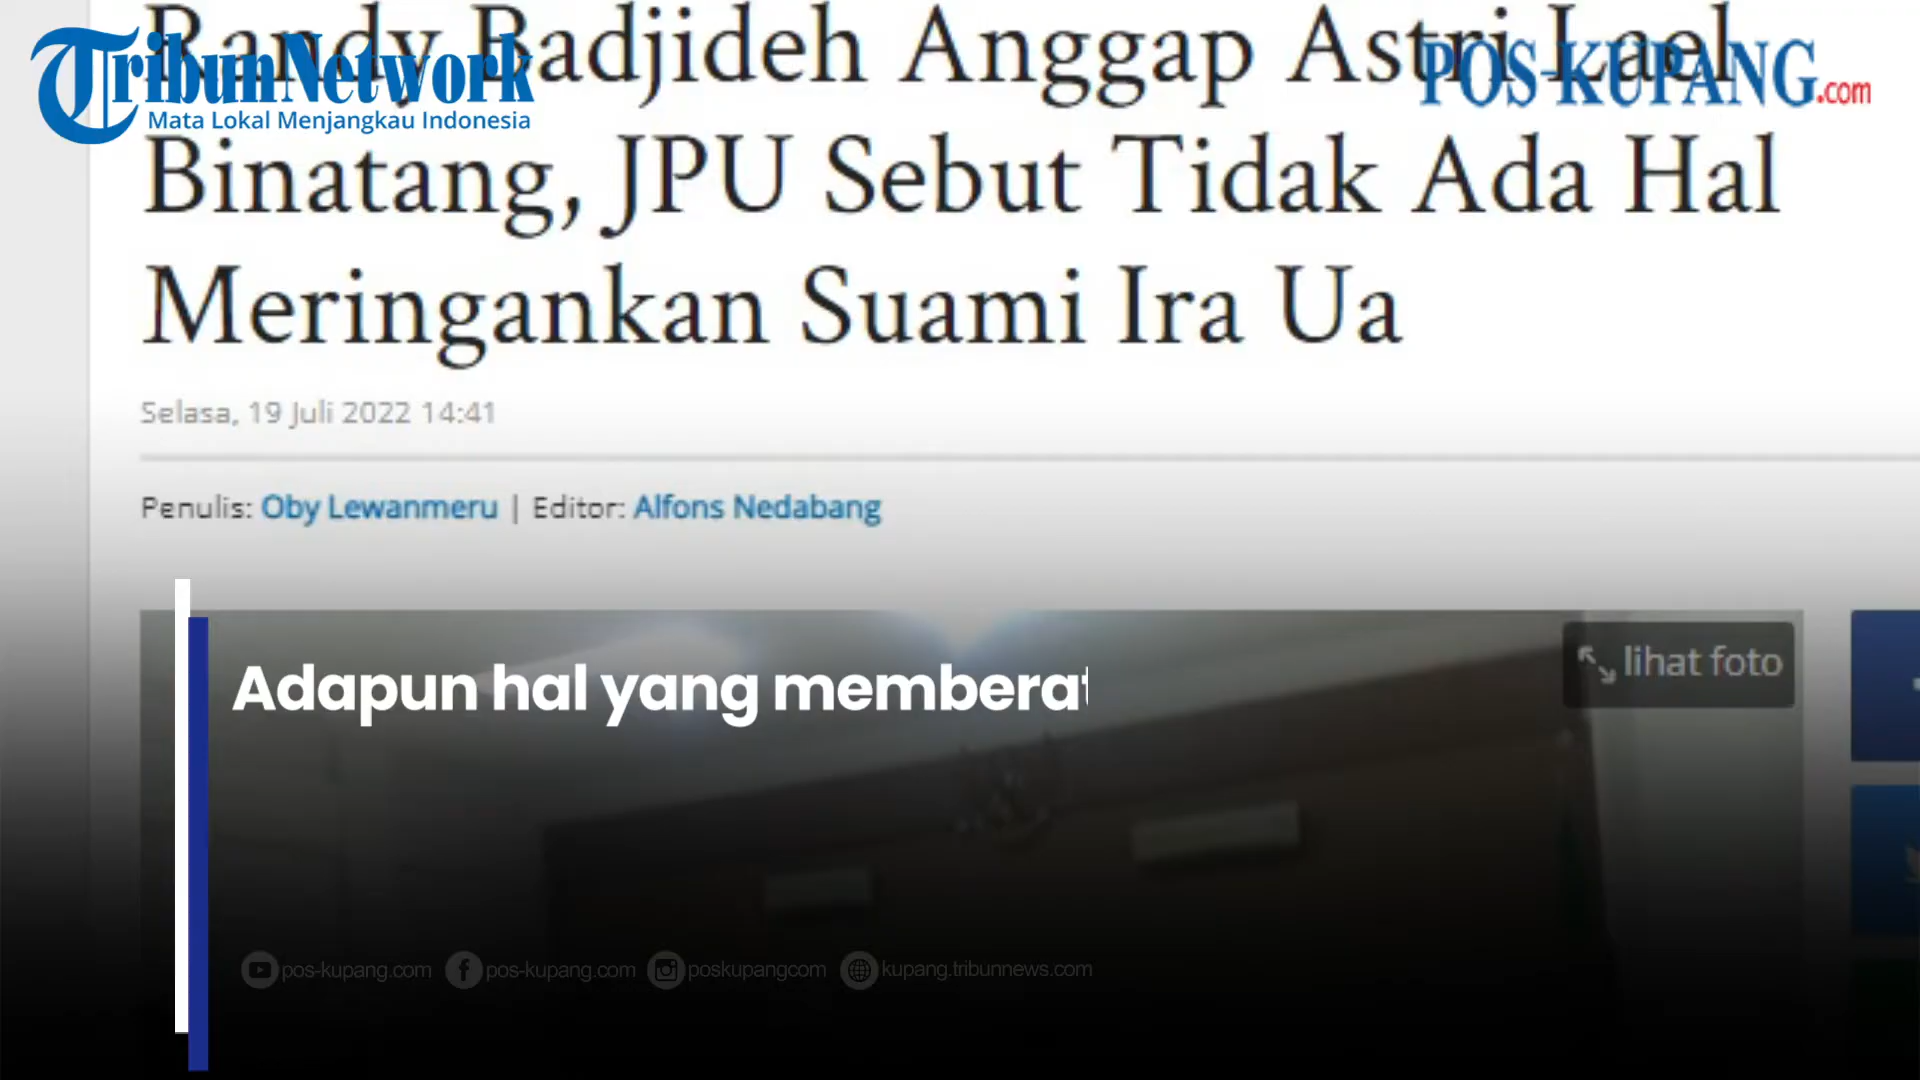 Randy Badjideh Anggap Astri Lael
TribunNetwork
Mata Lokal Menjangkau Indonesia
POS-KUPANG.com
Binatang, JPU Sebut Tidak Ada Hal
Meringankan Suami Ira Ua
Selasa, 19 Juli 2022 14:41
Penulis: Oby Lewanmeru | Editor: Alfons Nedabang
lihat foto
Adapun hal yang memberat
pos-kupang.com pos-kupang.com poskupangcom kupang.tribunnews.com